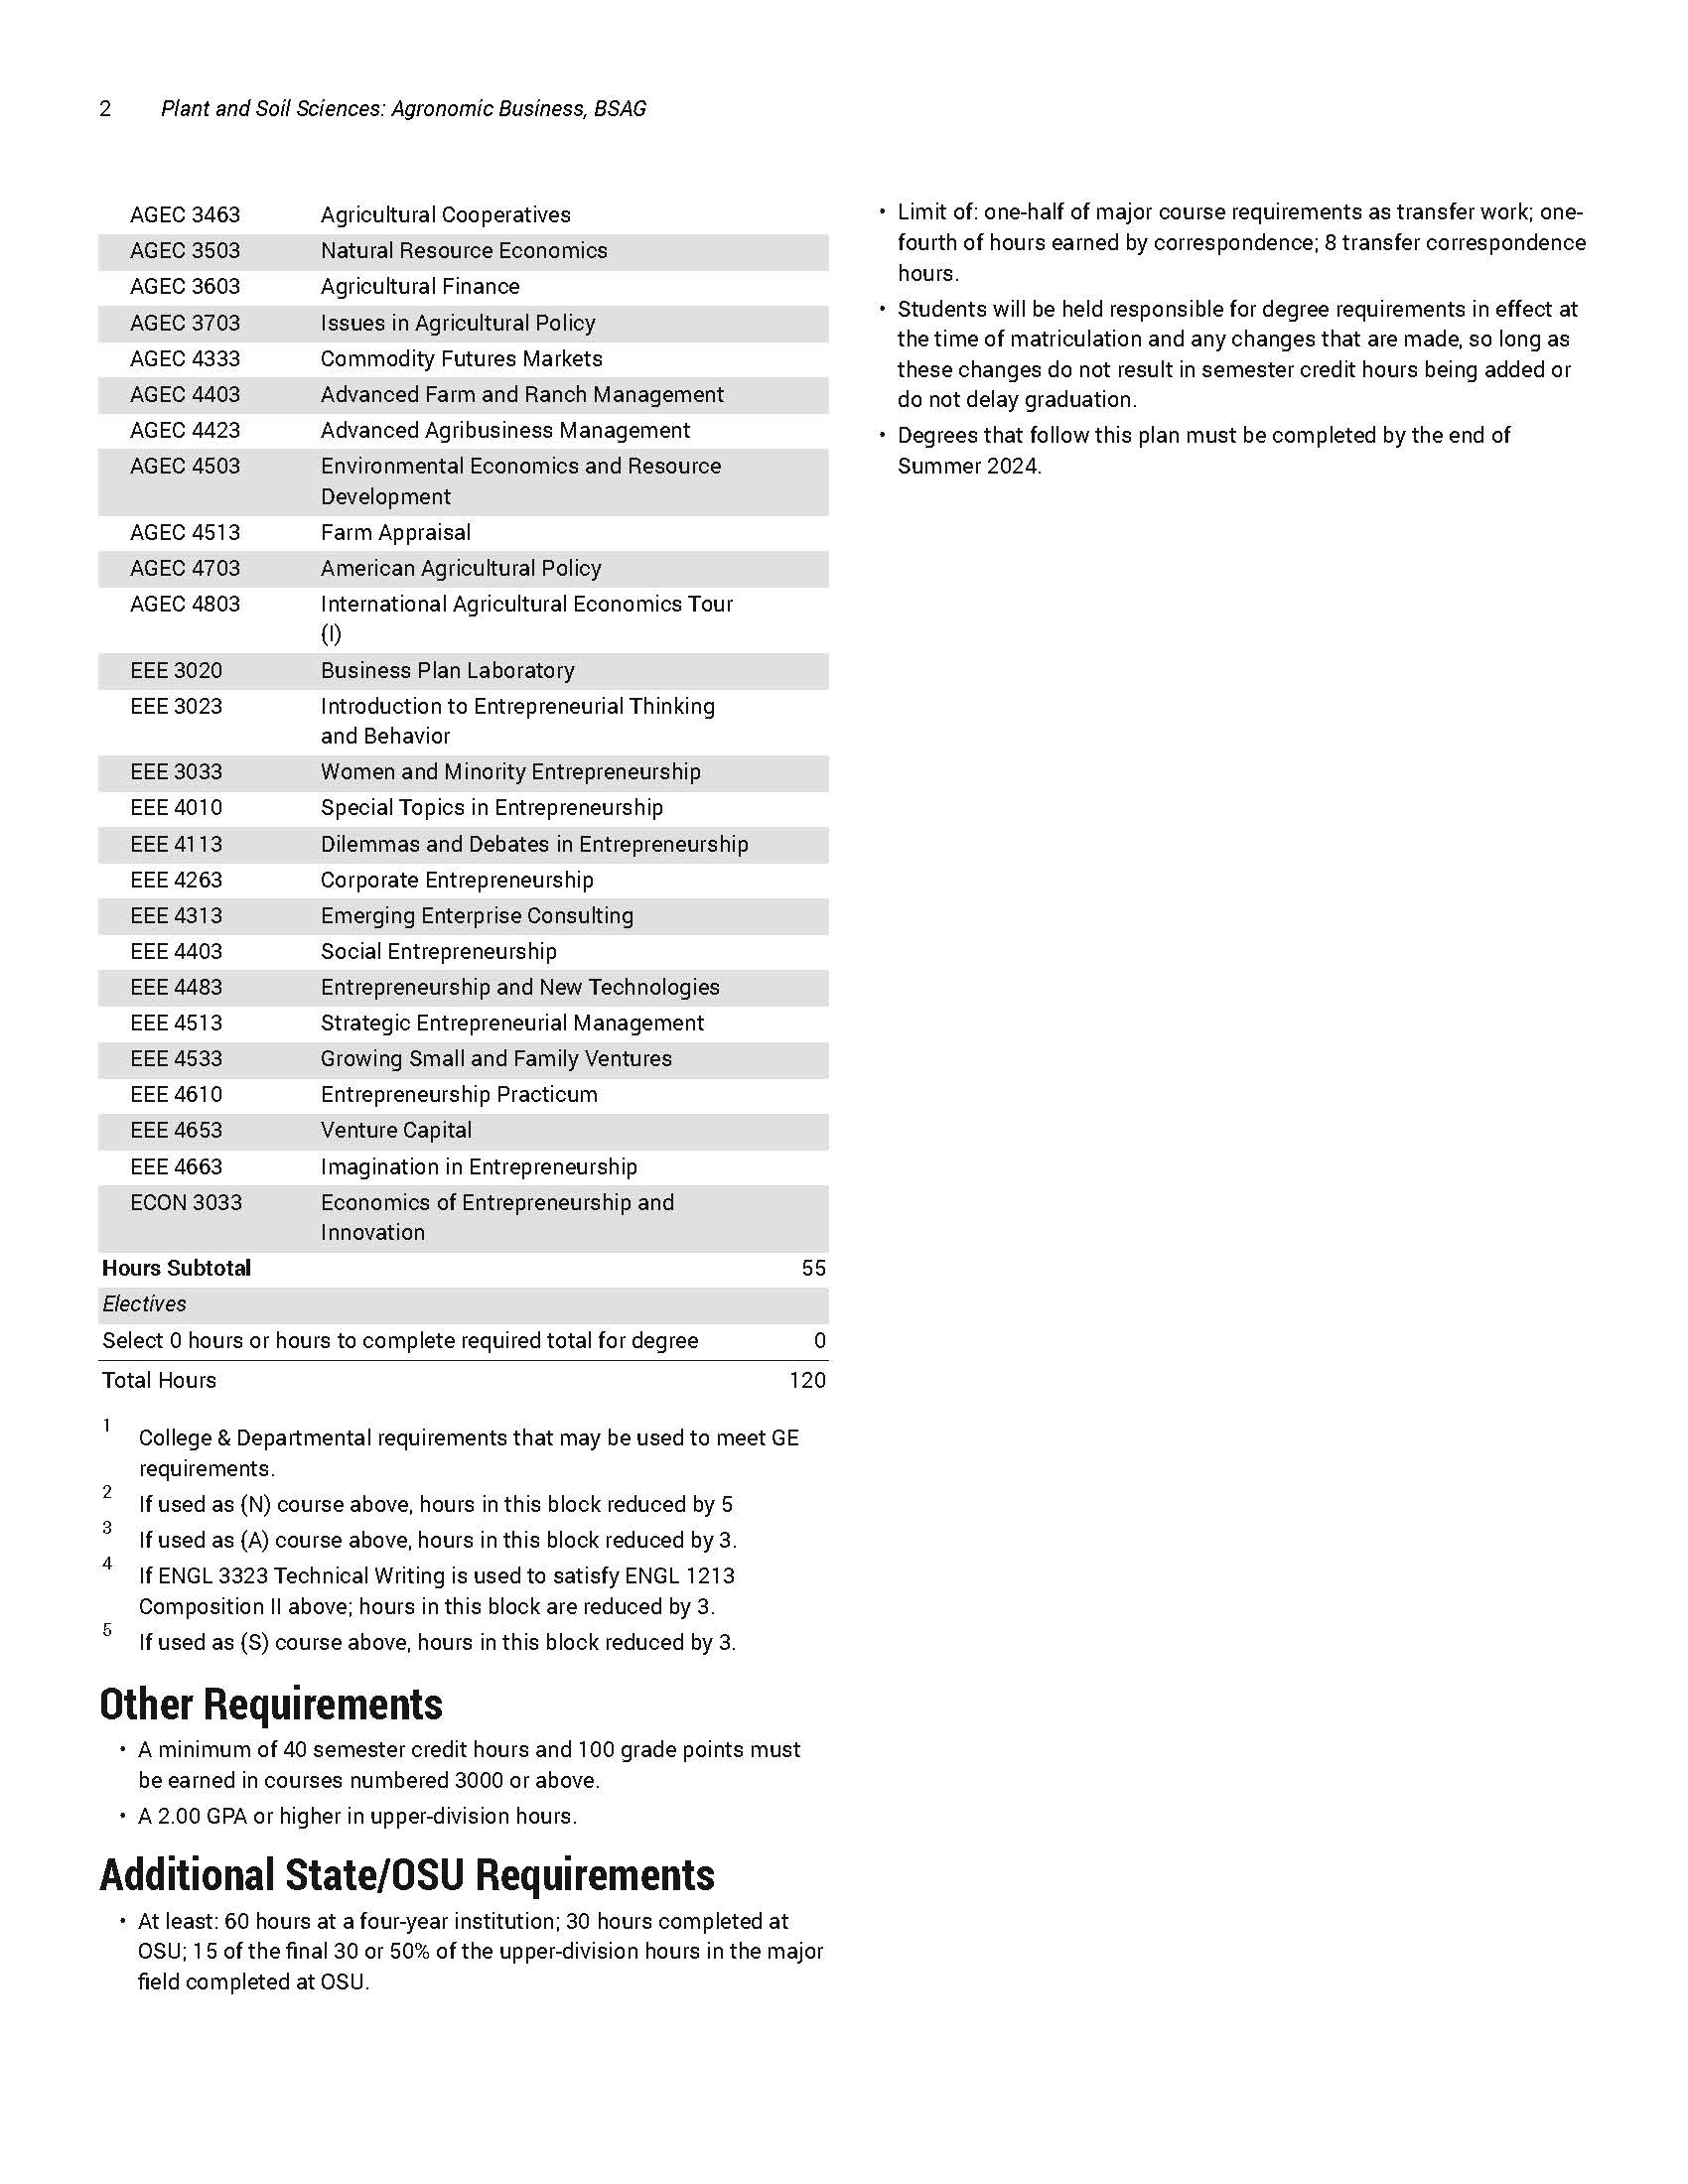 2 Plant and Soil Sciences: Agronomic Business, BSAG
AGEC 3463 Agricultural Cooperatives
AGEC 3503 Natural Resource Economics
AGEC 3603 Agricultural Finance
AGEC 3703 Issues in Agricultural Policy
AGEC 4333 Commodity Futures Markets
AGEC 4403 Advanced Farm and Ranch Management
AGEC 4423 Advanced Agribusiness Management
AGEC 4503 Environmental Economics and Resource
Development
AGEC 4513 Farm Appraisal
AGEC 4703 American Agricultural Policy
AGEC 4803 International Agricultural Economics Tour
(I)
EEE 3020 Business Plan Laboratory
EEE 3023 Introduction to Entrepreneurial Thinking
and Behavior
EEE 3033 Women and Minority Entrepreneurship
EEE 4010 Special Topics in Entrepreneurship
EEE 4113 Dilemmas and Debates in Entrepreneurship
EEE 4263 Corporate Entrepreneurship
EEE 4313 Emerging Enterprise Consulting
EEE 4403 Social Entrepreneurship
EEE 4483 Entrepreneurship and New Technologies
EEE 4513 Strategic Entrepreneurial Management
EEE 4533 Growing Small and Family Ventures
EEE 4610 Entrepreneurship Practicum
EEE 4653 Venture Capital
EEE 4663 Imagination in Entrepreneurship
ECON 3033 Economics of Entrepreneurship and
Innovation
Hours Subtotal 55
Electives
Select 0 hours or hours to complete required total for degree 0
Total Hours 120
1 College & Departmental requirements that may be used to meet GE
requirements.
2 If used as (N) course above, hours in this block reduced by 5
3 If used as (A) course above, hours in this block reduced by 3.
4 If ENGL 3323 Technical Writing is used to satisfy ENGL 1213
Composition II above; hours in this block are reduced by 3.
5 If used as (S) course above, hours in this block reduced by 3.
Other Requirements
• A minimum of 40 semester credit hours and 100 grade points must
be earned in courses numbered 3000 or above.
• A 2.00 GPA or higher in upper-division hours.
Additional State/OSU Requirements
• At least: 60 hours at a four-year institution; 30 hours completed at
OSU; 15 of the final 30 or 50% of the upper-division hours in the major
field completed at OSU.
• Limit of: one-half of major course requirements as transfer work; one-
fourth of hours earned by correspondence; 8 transfer correspondence
hours.
• Students will be held responsible for degree requirements in effect at
the time of matriculation and any changes that are made, so long as
these changes do not result in semester credit hours being added or
do not delay graduation.
• Degrees that follow this plan must be completed by the end of
Summer 2024.